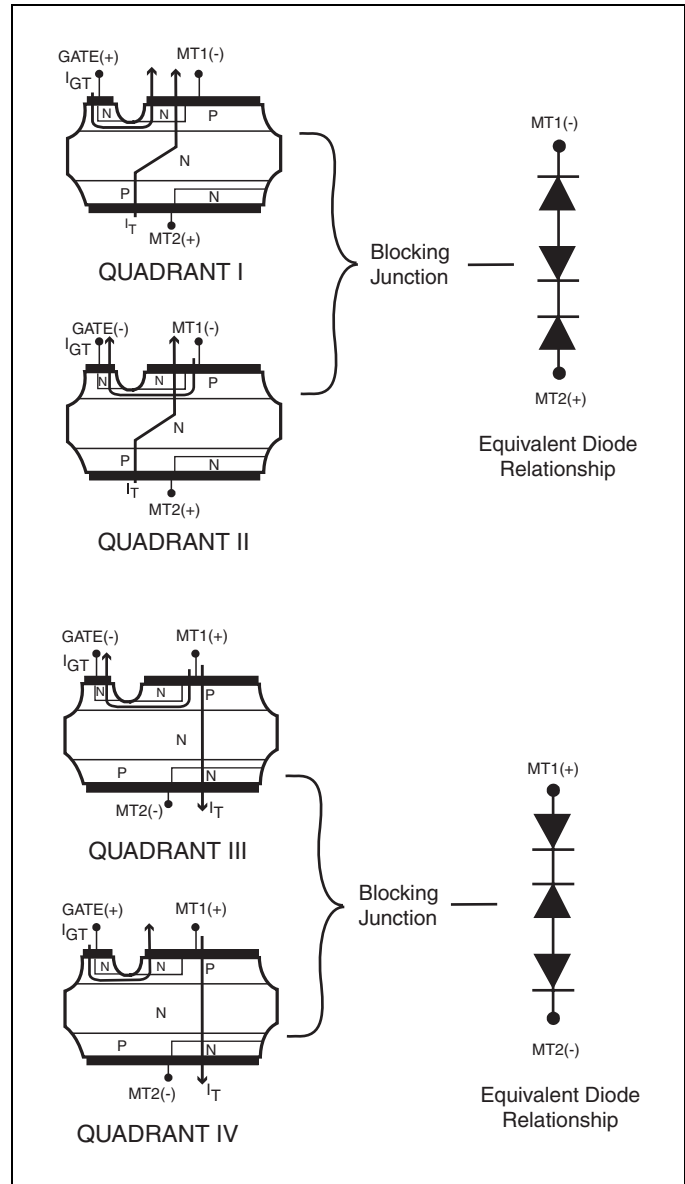 GATE(+)
MT1(-)
IGT
N
N
P
N
P
N
IT
MT2(+)
QUADRANT I
GATE(-)
MT1(-)
IGT
N
N
P
N
P
N
IT
MT2(+)
QUADRANT II
Blocking
Junction
MT1(-)
MT2(+)
Equivalent Diode
Relationship
GATE(-)
MT1(+)
IGT
N
N
P
N
P
N
MT2(-)
IT
QUADRANT III
GATE(+)
MT1(+)
IGT
N
N
P
N
P
N
MT2(-)
IT
QUADRANT IV
Blocking
Junction
MT1(+)
MT2(-)
Equivalent Diode
Relationship